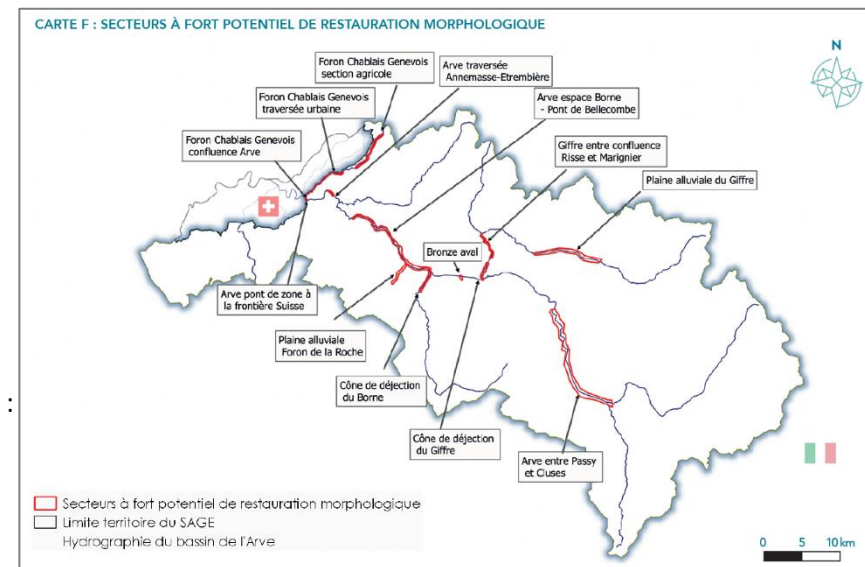 CARTE F : SECTEURS À FORT POTENTIEL DE RESTAURATION MORPHOLOGIQUE
N
Foron Chablais Genevois
section agricole
Arve traversée
Annemasse-Etrembière
Foron Chablais Genevois
traversée urbaine
Arve espace Borne
- Pont de Bellecombe
Foron Chablais Genevois
confluence Arve
Giffre entre confluence
Risse et Marignier
Plaine alluviale du Giffre
Bronze aval
Arve pont de zone à
la frontière Suisse
Plaine alluviale
Foron de la Roche
Cône de déjection
du Borne
:
Cône de déjection
du Giffre
Arve entre Passy
et Cluses
Secteurs à fort potentiel de restauration morphologique
Limite territoire du SAGE
Hydrographie du bassin de l'Arve
0 5 10 km